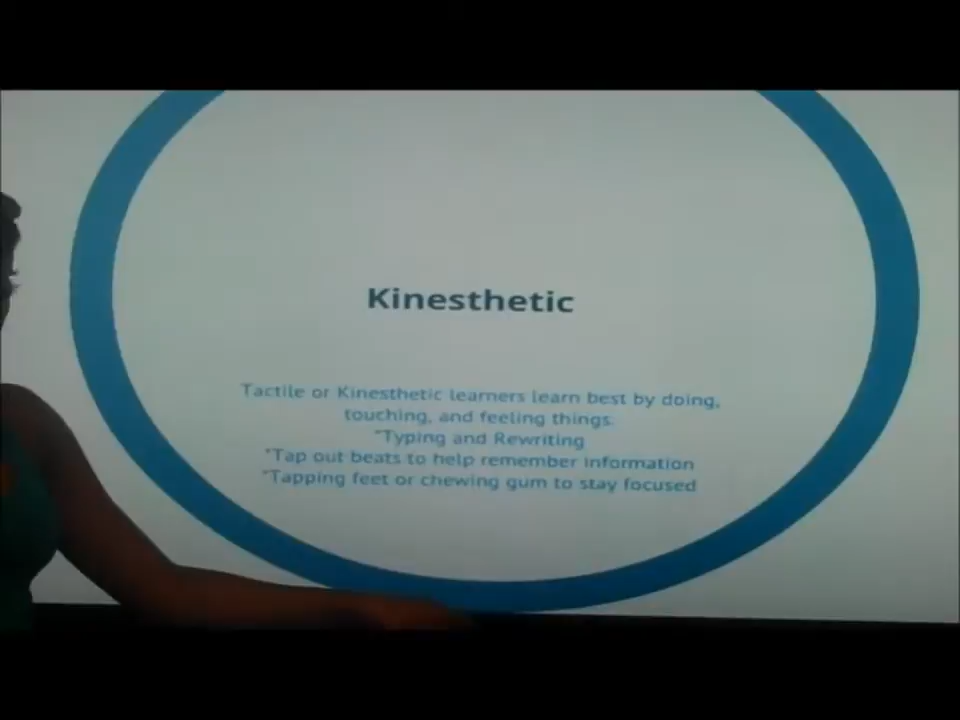 Kinesthetic
Tactile or Kinesthetic learners learn best by doing,
touching, and feeling things.
*Typing and Rewriting
*Tap out beats to help remember information
*Tapping feet or chewing gum to stay focused